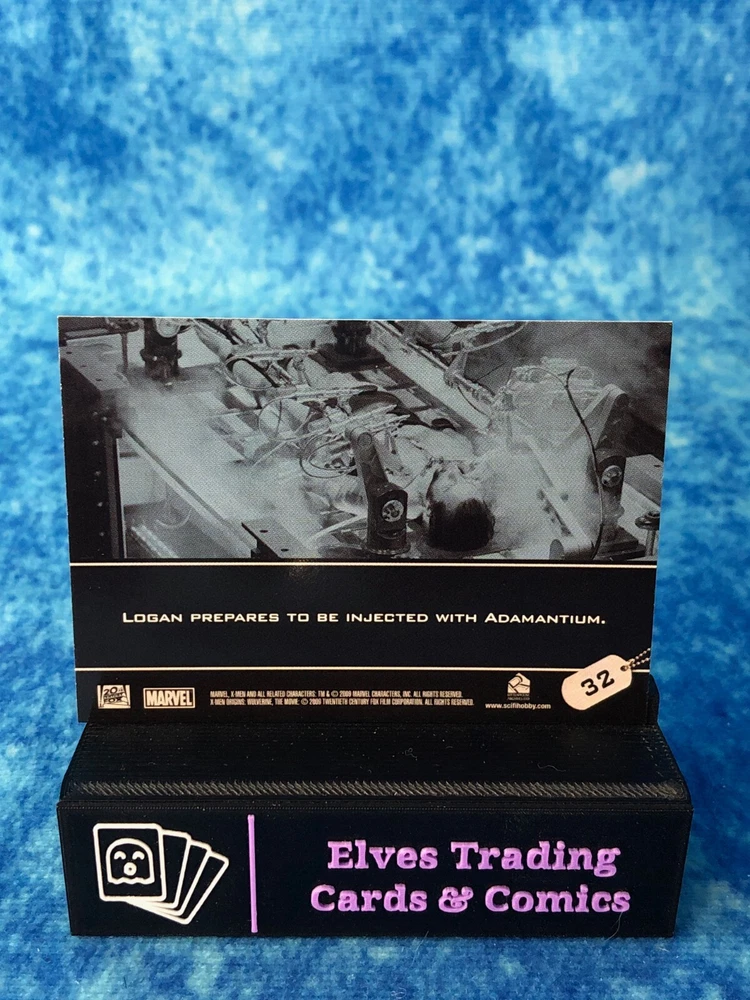 LOGAN PREPARES TO BE INJECTED WITH ADAMANTIUM.
20
FOX
MARVEL
MARVEL, X-MEN AND ALL RELATED CHARACTERS: TM & © 2009 MARVEL CHARACTERS, INC. ALL RIGHTS RESERVED.
X-MEN ORIGINS: WOLVERINE, THE MOVIE: © 2009 TWENTIETH CENTURY FOX FILM CORPORATION. ALL RIGHTS RESERVED.
www.scifihobby.com
32
Elves Trading
Cards & Comics